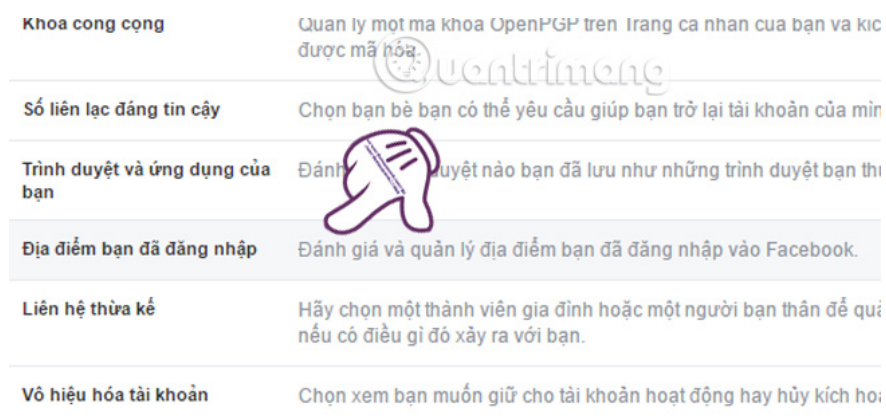 Khóa công cộng
Quản lý một mã khóa OpenPGP trên Trang cá nhân của bạn và
được mã hóa.
Quantrimang
Số liên lạc đáng tin cậy
Chọn bạn bè bạn có thể yêu cầu giúp bạn trở lại tài khoản của
Trình duyệt và ứng dụng của
bạn
Đánh duyệt nào bạn đã lưu như những trình duyệt bạn
Địa điểm bạn đã đăng nhập
Đánh giá và quản lý địa điểm bạn đã đăng nhập vào Facebook.
Liên hệ thừa kế
Hãy chọn một thành viên gia đình hoặc một người bạn thân để
nếu có điều gì đó xảy ra với bạn.
Vô hiệu hóa tài khoản
Chọn xem bạn muốn giữ cho tài khoản hoạt động hay hủy kích